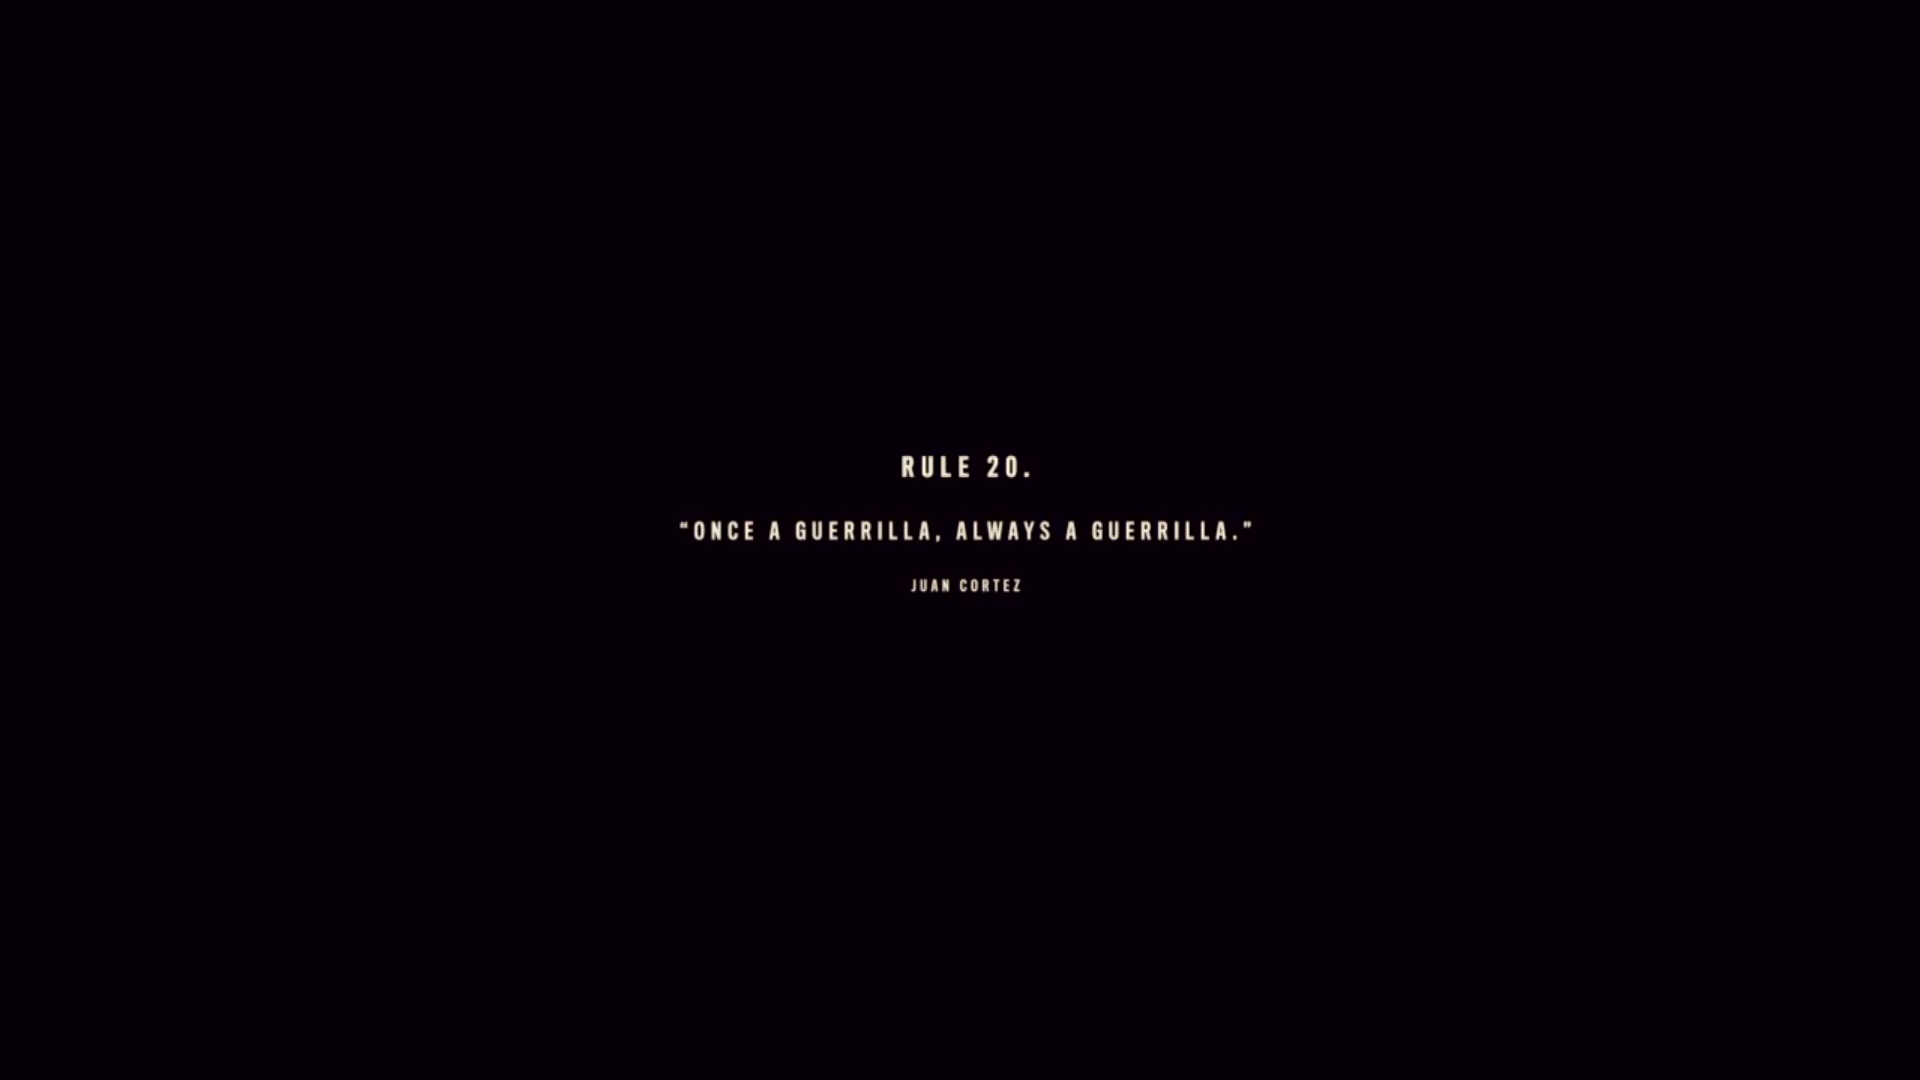 RULE 20.
“ONCE A GUERRILLA, ALWAYS A GUERRILLA.”
JUAN CORTEZ